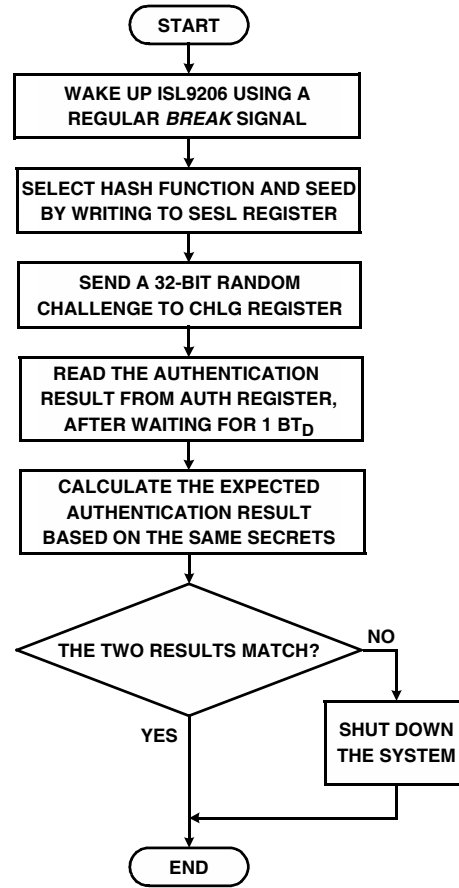 START
WAKE UP ISL9206 USING A
REGULAR BREAK SIGNAL
SELECT HASH FUNCTION AND SEED
BY WRITING TO SESL REGISTER
SEND A 32-BIT RANDOM
CHALLENGE TO CHLG REGISTER
READ THE AUTHENTICATION
RESULT FROM AUTH REGISTER,
AFTER WAITING FOR 1 BTD
CALCULATE THE EXPECTED
AUTHENTICATION RESULT
BASED ON THE SAME SECRETS
THE TWO RESULTS MATCH?
NO
YES
SHUT DOWN
THE SYSTEM
END